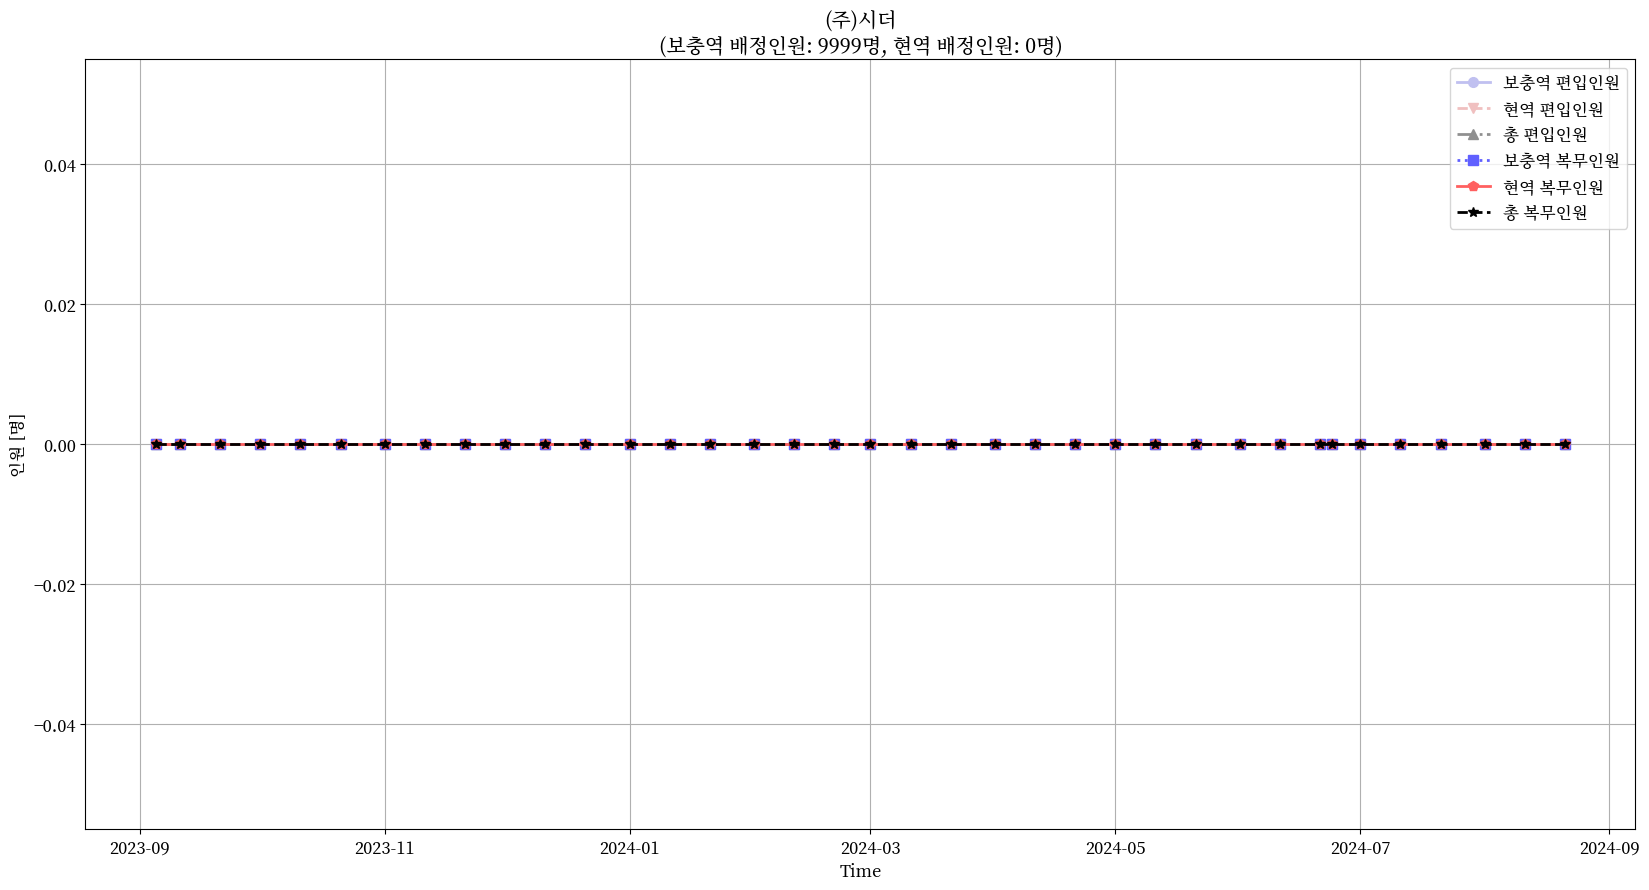 (주)시더
(보충역 배정인원: 9999명, 현역 배정인원: 0명)
보충역 편입인원
현역 편입인원
총 편입인원
보충역 복무인원
현역 복무인원
총 복무인원
0.04
0.02
0.00
−0.02
−0.04
인원 [명]
2023-09
2023-11
2024-01
2024-03
2024-05
2024-07
2024-09
Time